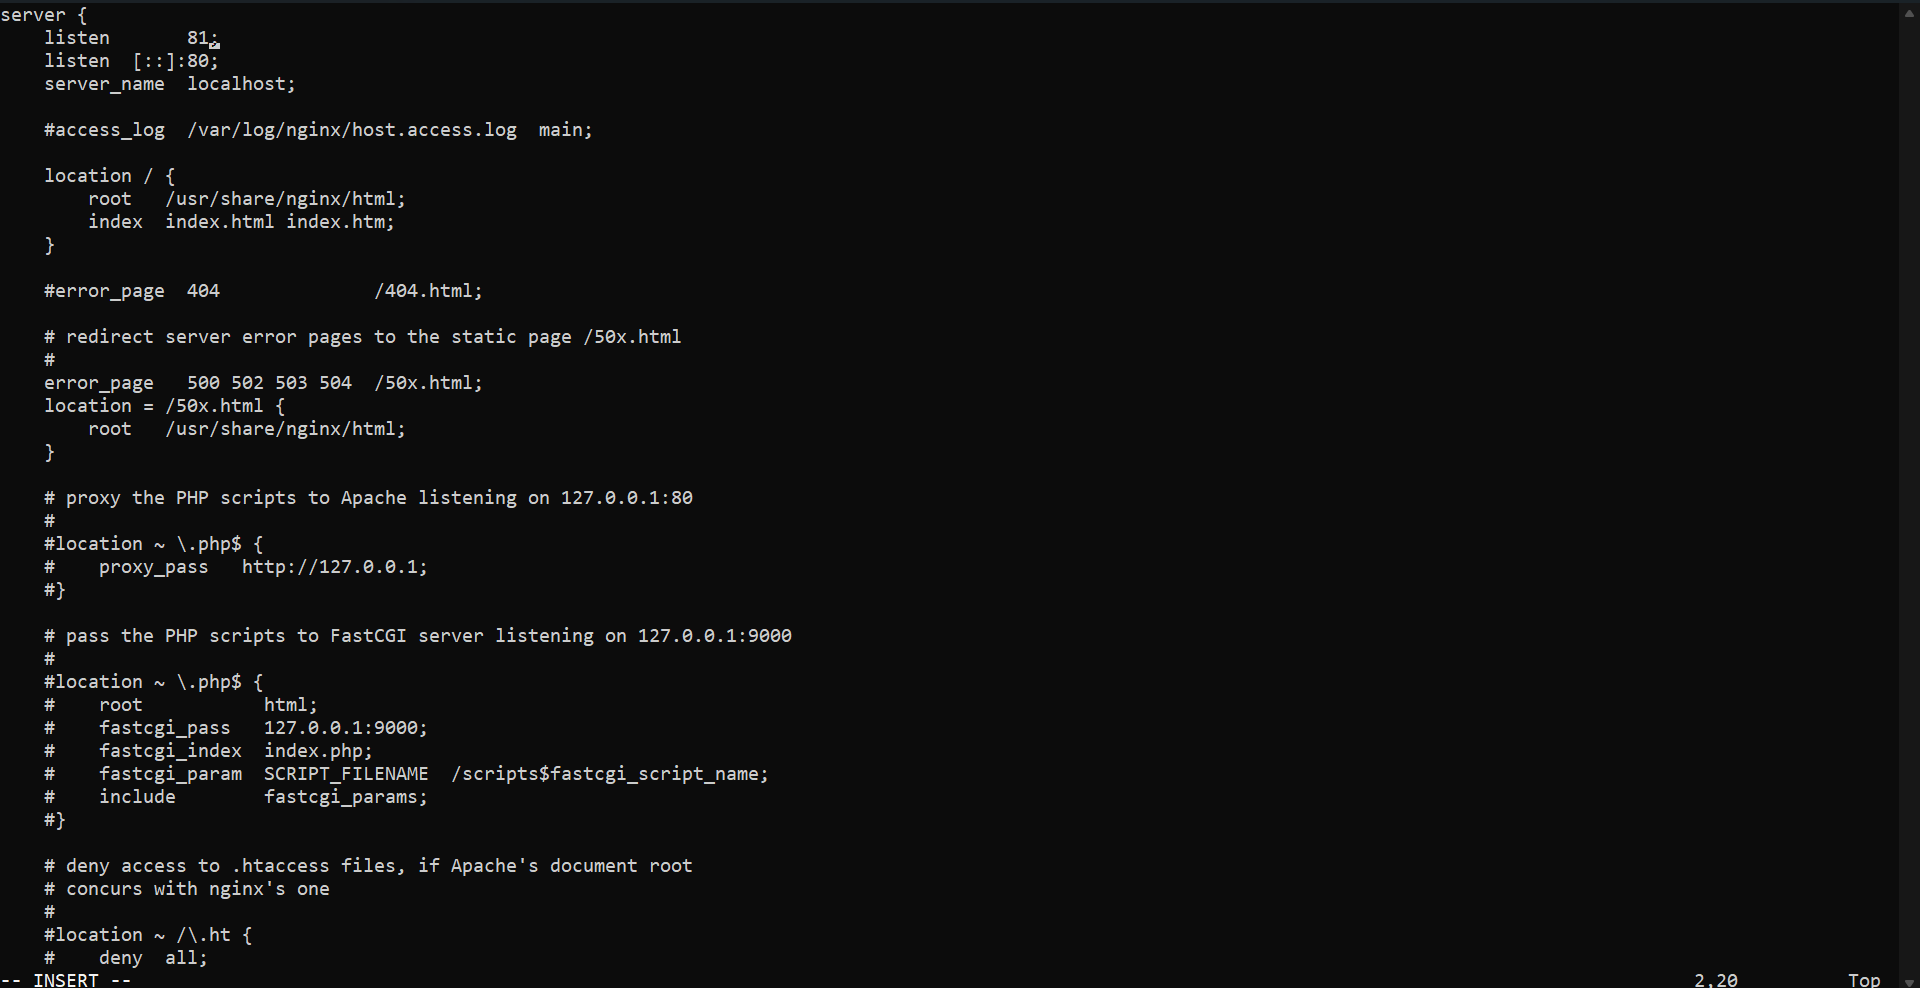 server {
    listen       81;
    listen  [::]:80;
    server_name  localhost;

    #access_log  /var/log/nginx/host.access.log  main;

    location / {
        root   /usr/share/nginx/html;
        index  index.html index.htm;
    }

    #error_page  404              /404.html;

    # redirect server error pages to the static page /50x.html
    #
    error_page   500 502 503 504  /50x.html;
    location = /50x.html {
        root   /usr/share/nginx/html;
    }

    # proxy the PHP scripts to Apache listening on 127.0.0.1:80
    #
    #location ~ \.php$ {
    #    proxy_pass   http://127.0.0.1;
    #}

    # pass the PHP scripts to FastCGI server listening on 127.0.0.1:9000
    #
    #location ~ \.php$ {
    #    root           html;
    #    fastcgi_pass   127.0.0.1:9000;
    #    fastcgi_index  index.php;
    #    fastcgi_param  SCRIPT_FILENAME  /scripts$fastcgi_script_name;
    #    include        fastcgi_params;
    #}

    # deny access to .htaccess files, if Apache's document root
    # concurs with nginx's one
    #
    #location ~ /\.ht {
    #    deny  all;
-- INSERT --                                        2,20          Top